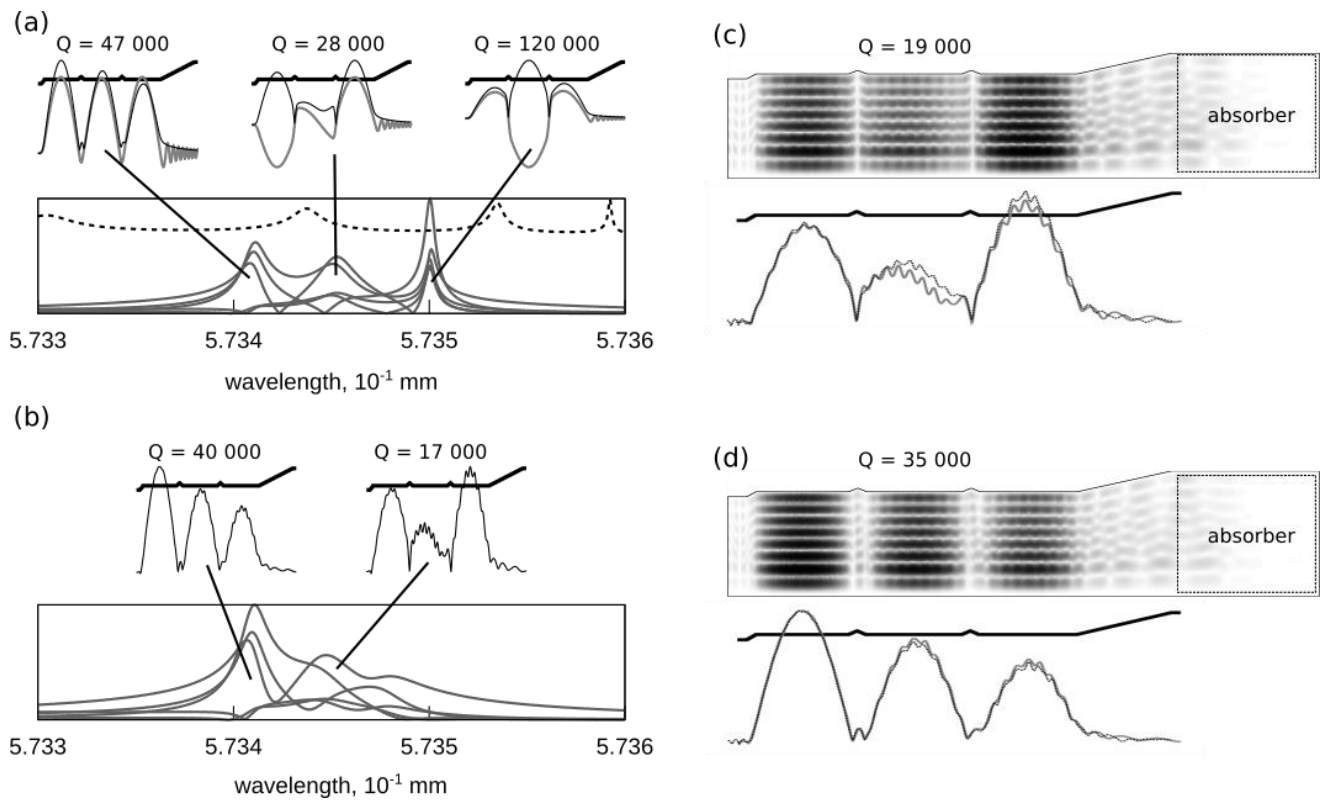 (a)
Q = 47 000
Q = 28 000
Q = 120 000
5.733
5.734
5.735
5.736
wavelength, 10⁻¹ mm
(b)
Q = 40 000
Q = 17 000
5.733
5.734
5.735
5.736
wavelength, 10⁻¹ mm
(c)
Q = 19 000
absorber
(d)
Q = 35 000
absorber